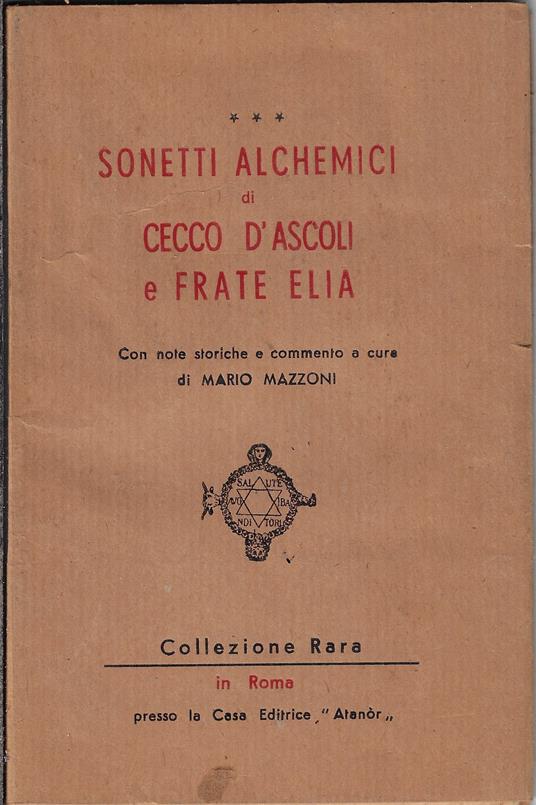 * * *
SONETTI ALCHEMICI
di
CECCO D'ASCOLI
e FRATE ELIA
Con note storiche e commento a cura
di MARIO MAZZONI
SAL UTE
BA
NDI TORI
Collezione Rara
in Roma
presso la Casa Editrice "Atanòr„